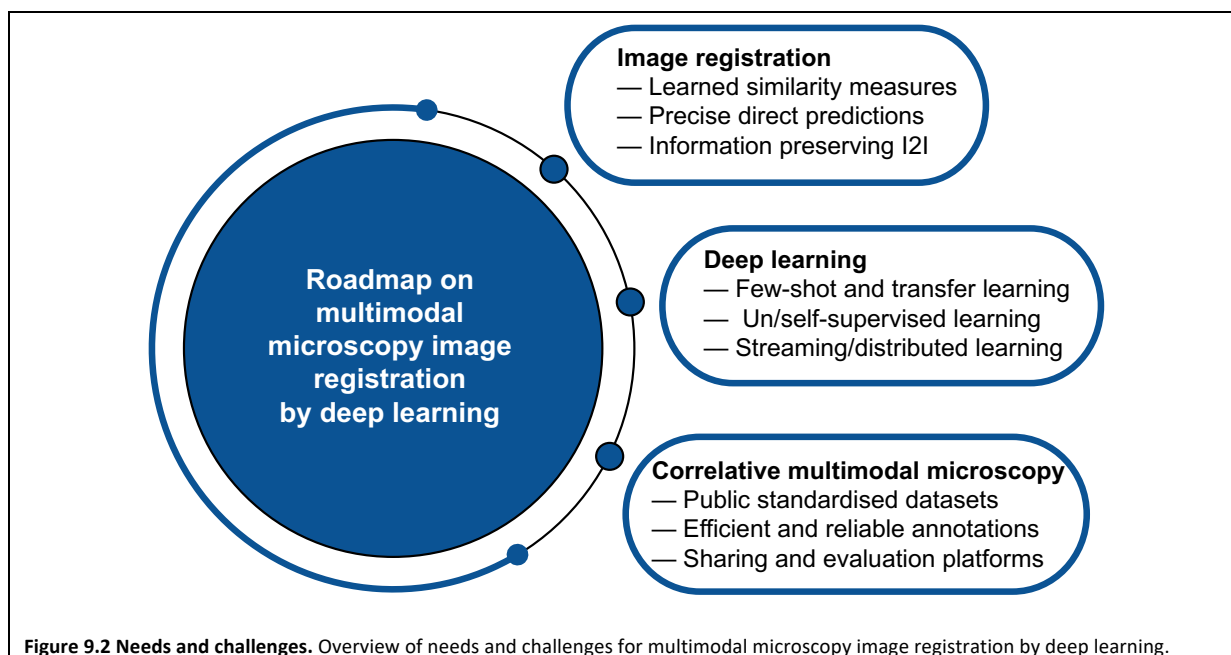 Image registration
— Learned similarity measures
— Precise direct predictions
— Information preserving I2I
Roadmap on
multimodal
microscopy image
registration
by deep learning
Deep learning
— Few-shot and transfer learning
— Un/self-supervised learning
— Streaming/distributed learning
Correlative multimodal microscopy
— Public standardised datasets
— Efficient and reliable annotations
— Sharing and evaluation platforms
Figure 9.2 Needs and challenges. Overview of needs and challenges for multimodal microscopy image registration by deep learning.